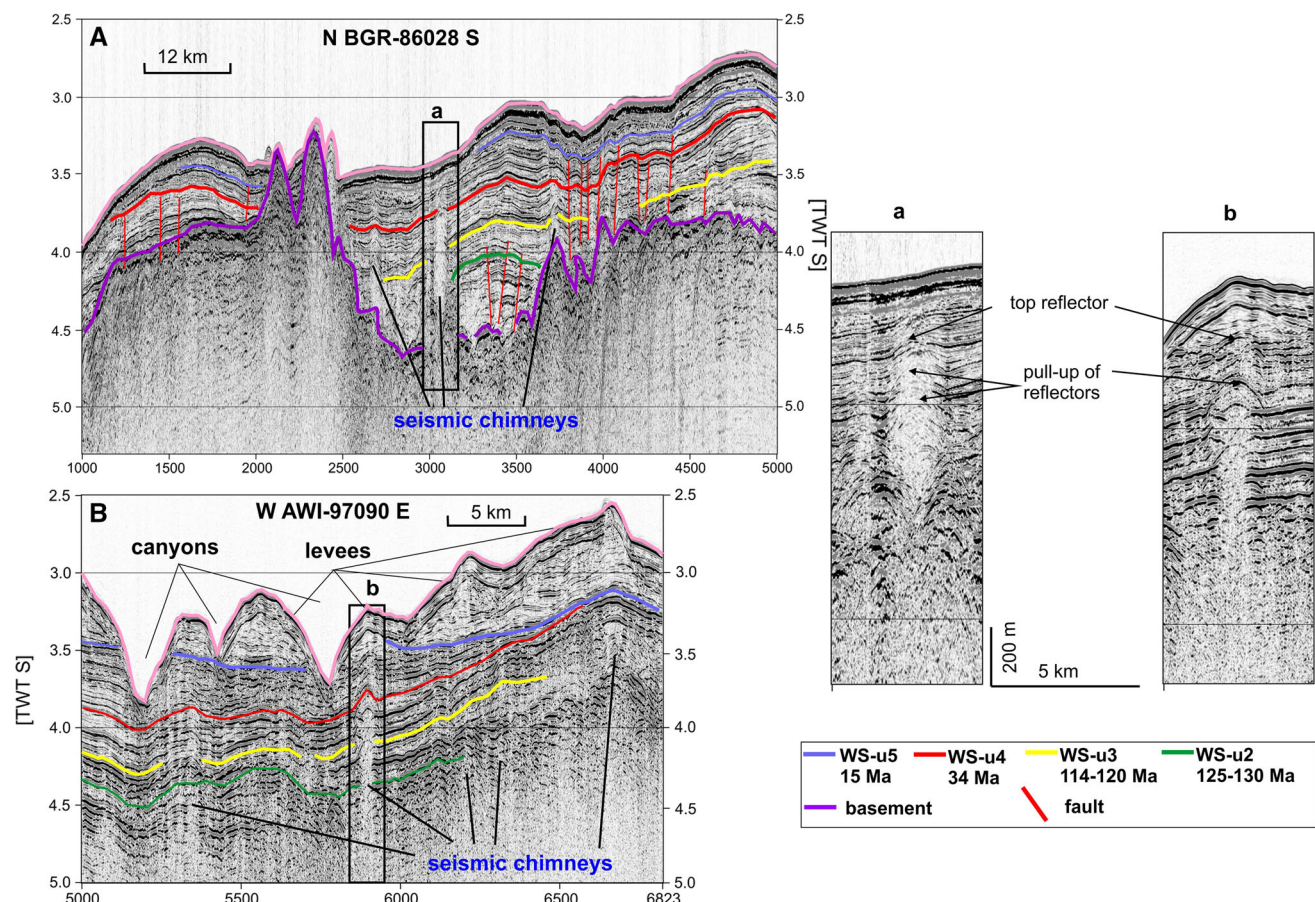 A
N BGR-86028 S
12 km
a
2.5
3.0
3.5
4.0
4.5
5.0
2.5
3.0
3.5
4.0
4.5
5.0
[TWT S]
seismic chimneys
1000
1500
2000
2500
3000
3500
4000
4500
5000
B
W AWI-97090 E
5 km
canyons
levees
b
2.5
3.0
3.5
4.0
4.5
5.0
2.5
3.0
3.5
4.0
4.5
5.0
[TWT S]
seismic chimneys
5000
5500
6000
6500
6823
a
b
top reflector
pull-up of
reflectors
200 m
5 km
WS-u5 WS-u4 WS-u3 WS-u2
15 Ma 34 Ma 114-120 Ma 125-130 Ma
basement fault